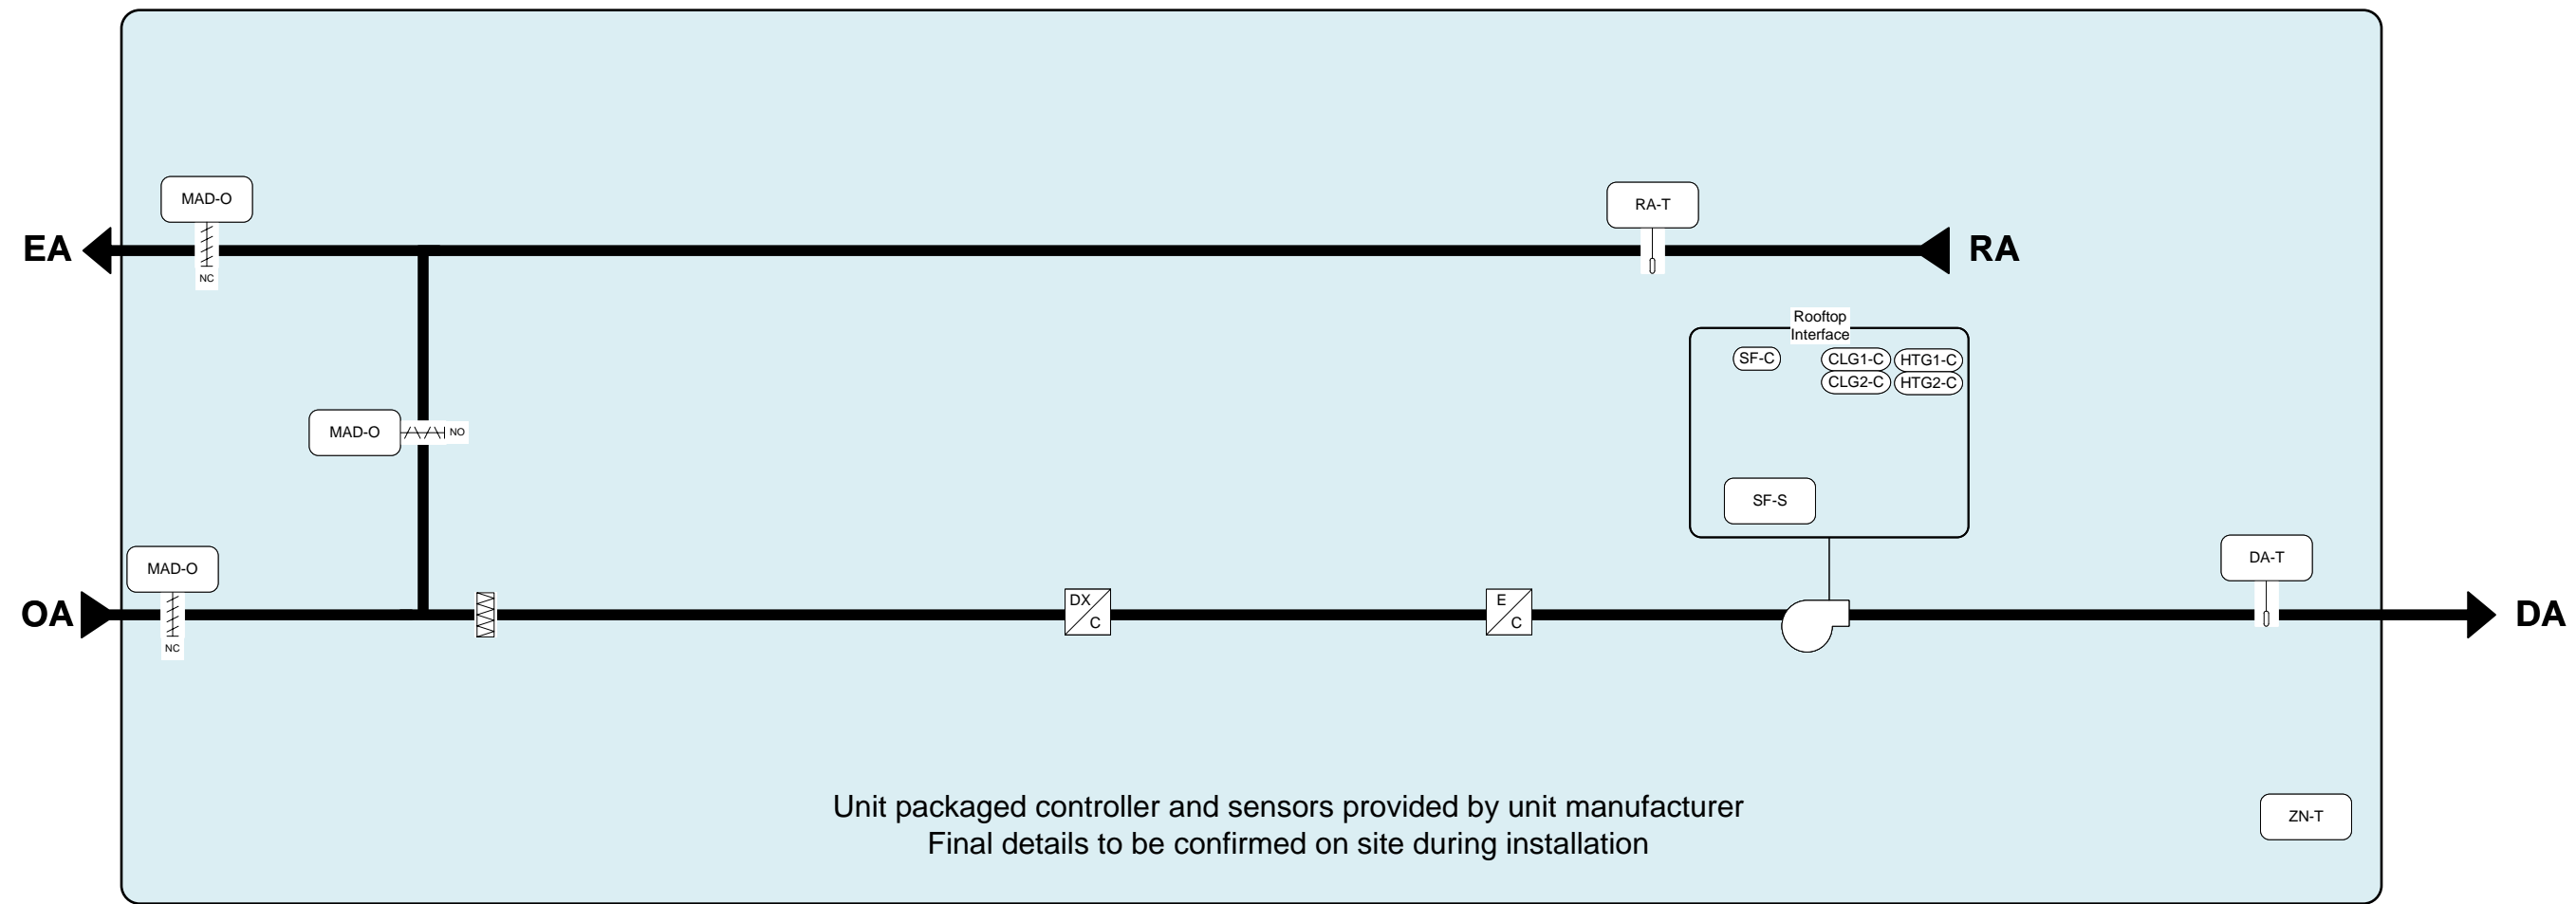 MAD-O
RA-T
EA
RA
NC
Rooftop
Interface
SF-C
CLG1-C
HTG1-C
CLG2-C
HTG2-C
MAD-O
NO
SF-S
MAD-O
DA-T
DX
C
E
C
OA
DA
NC
Unit packaged controller and sensors provided by unit manufacturer
ZN-T
Final details to be confirmed on site during installation